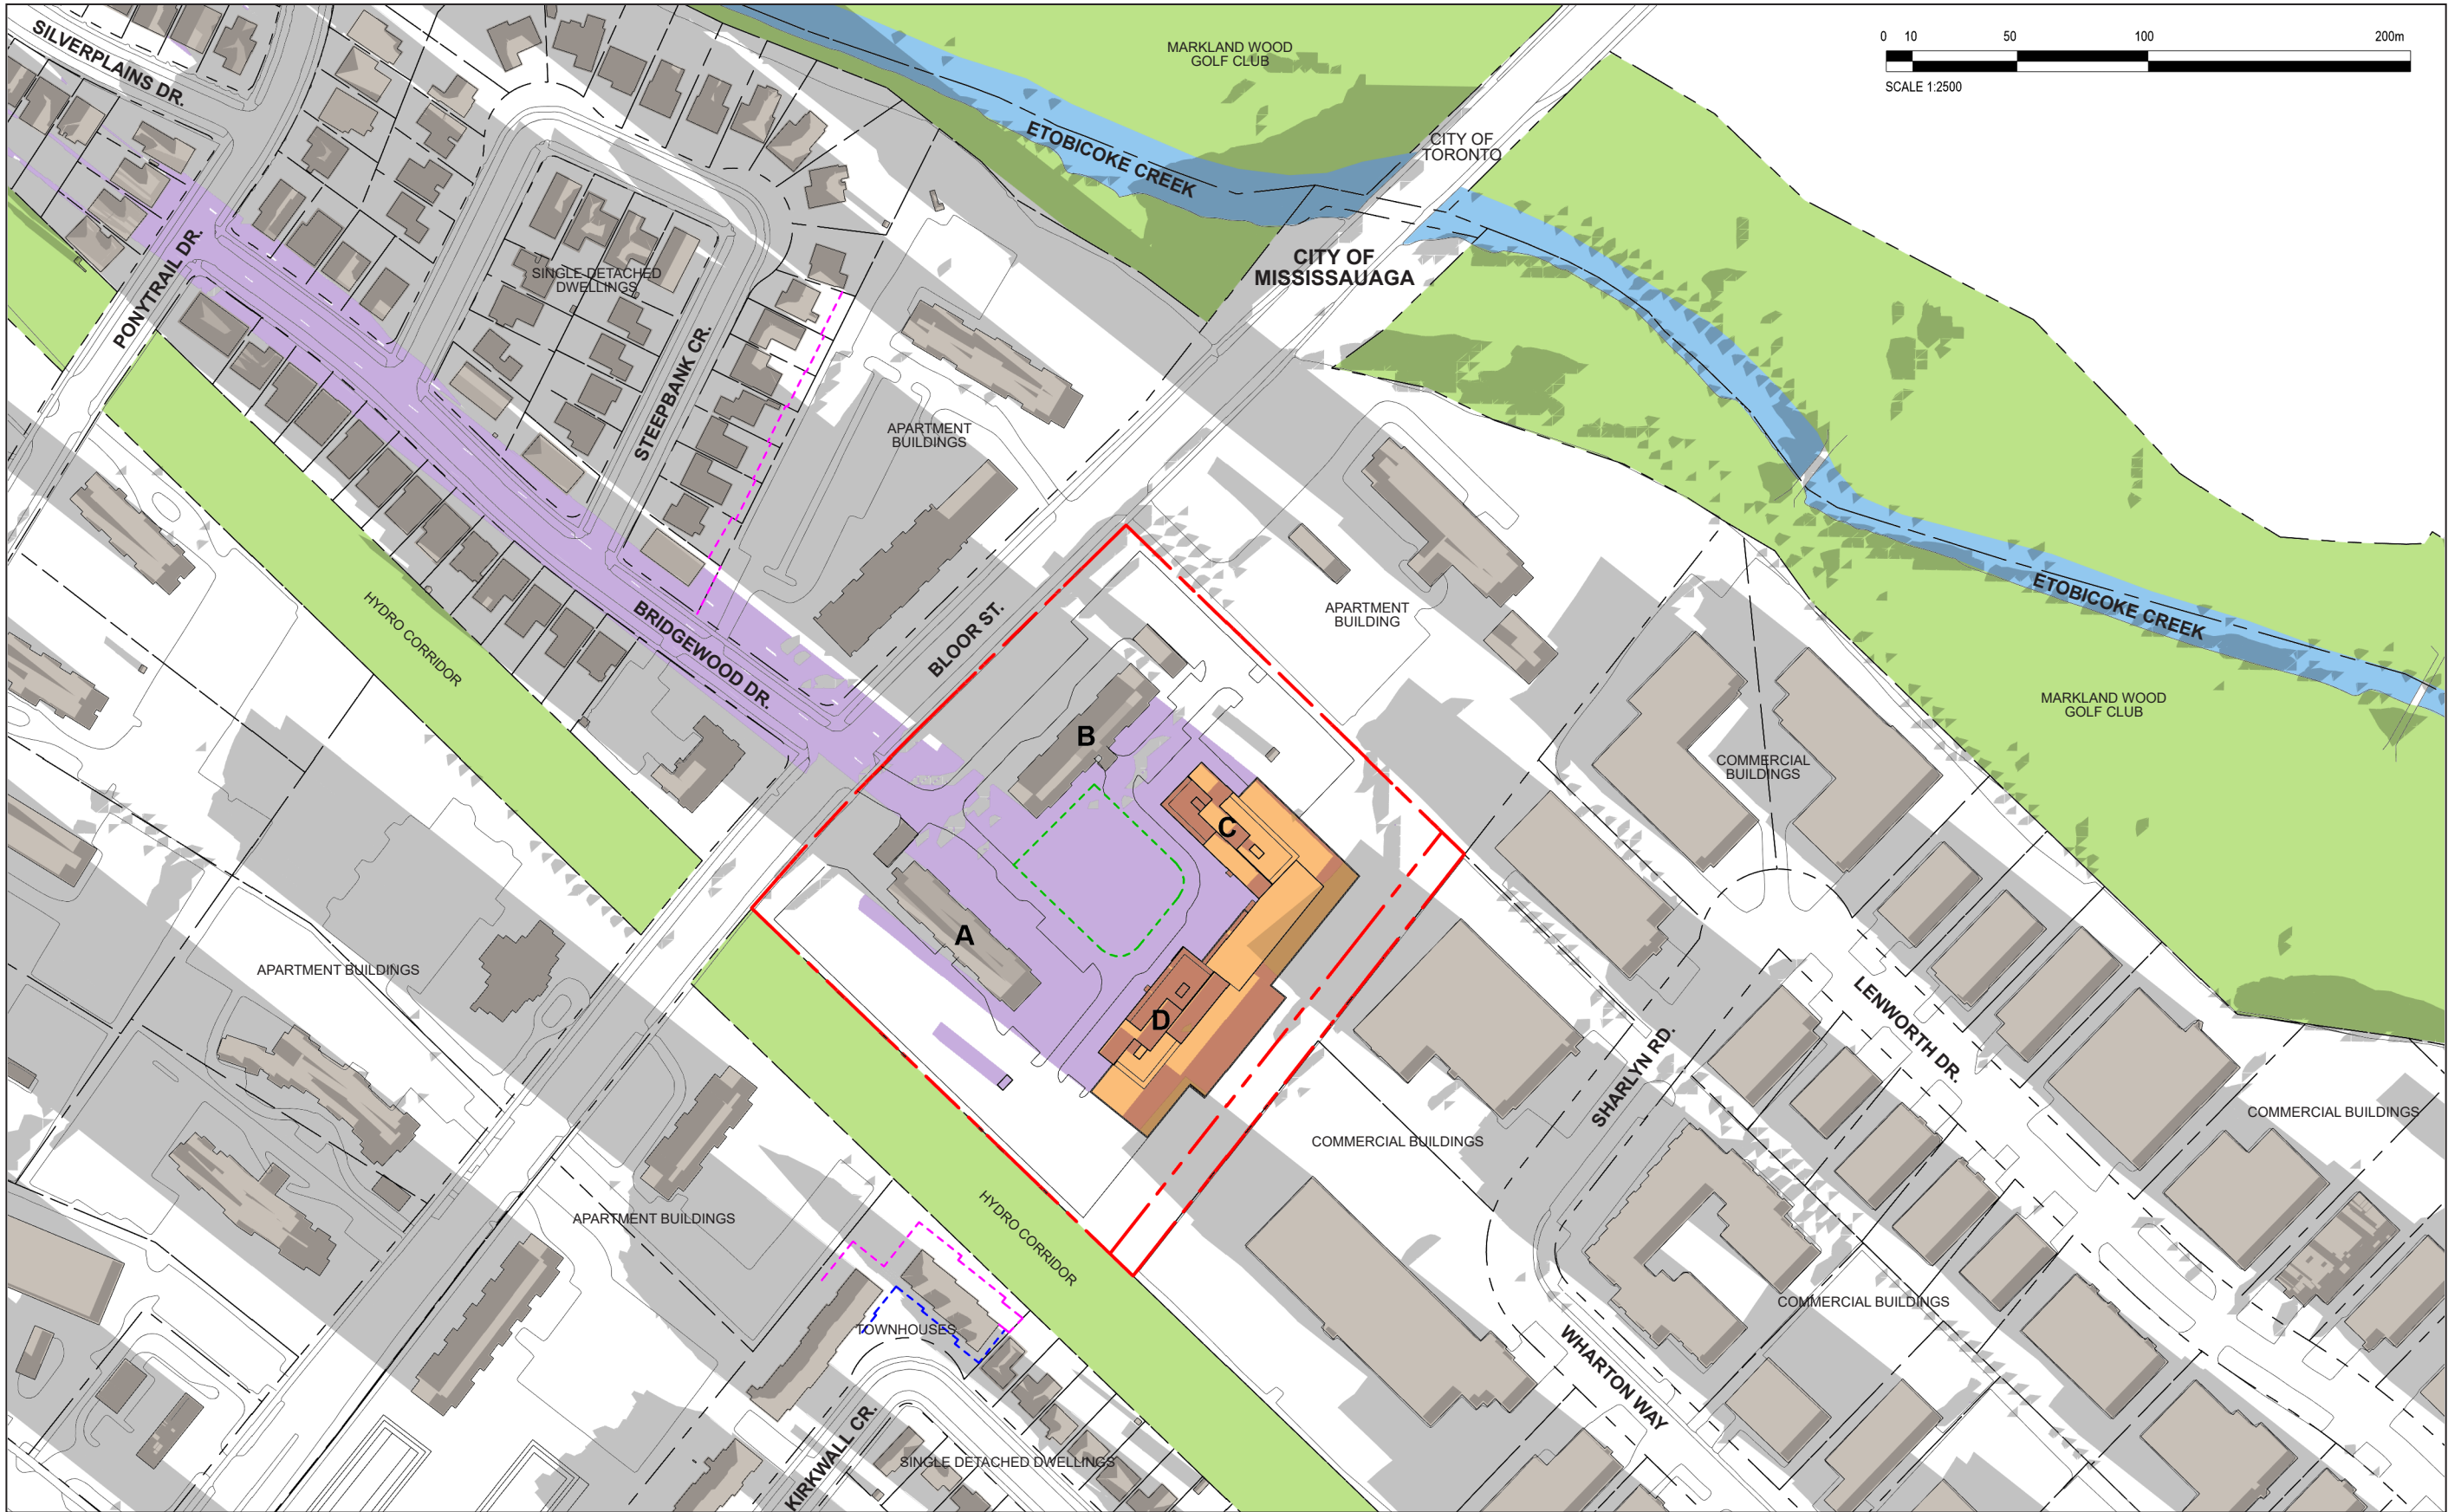 SILVERPLAINS DR.
MARKLAND WOOD
GOLF CLUB
0 10 50 100 200m
SCALE 1:2500
ETOBICOKE CREEK
CITY OF
TORONTO
CITY OF
MISSISSAUAGA
PONYTRAIL DR.
SINGLE DETACHED
DWELLINGS
STEEPBANK CR.
APARTMENT
BUILDINGS
HYDRO CORRIDOR
BRIDGEWOOD DR.
BLOOR ST.
APARTMENT
BUILDING
ETOBICOKE CREEK
MARKLAND WOOD
GOLF CLUB
COMMERCIAL
BUILDINGS
B
C
A
D
APARTMENT BUILDINGS
LENWORTH DR.
SHARLYN RD.
COMMERCIAL BUILDINGS
COMMERCIAL BUILDINGS
APARTMENT BUILDINGS
HYDRO CORRIDOR
COMMERCIAL BUILDINGS
TOWNHOUSES
WHARTON WAY
KIRKWALL CR.
SINGLE DETACHED DWELLINGS